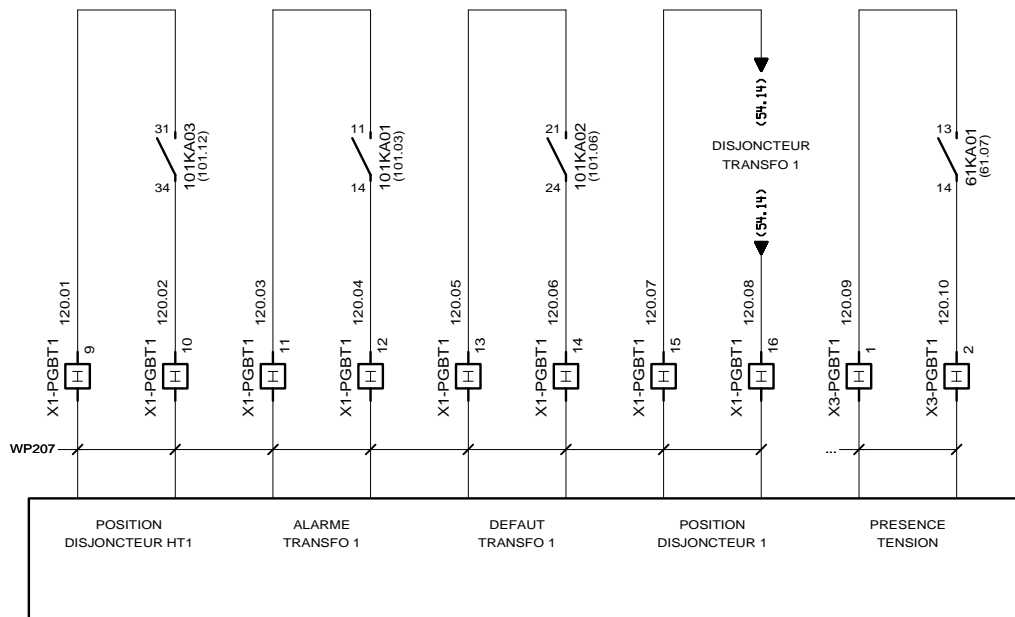 31
34
101KA03
(101.12)
11
14
101KA01
(101.03)
21
24
101KA02
(101.06)
(54.14)
DISJONCTEUR
TRANSFO 1
(54.14)
13
14
61KA01
(61.07)
120.01
120.02
120.03
120.04
120.05
120.06
120.07
120.08
120.09
120.10
X1-PGBT1
9
X1-PGBT1
10
X1-PGBT1
11
X1-PGBT1
12
X1-PGBT1
13
X1-PGBT1
14
X1-PGBT1
15
X1-PGBT1
16
X3-PGBT1
1
X3-PGBT1
2
WP207
...
POSITION
DISJONCTEUR HT1
ALARME
TRANSFO 1
DEFAUT
TRANSFO 1
POSITION
DISJONCTEUR 1
PRESENCE
TENSION